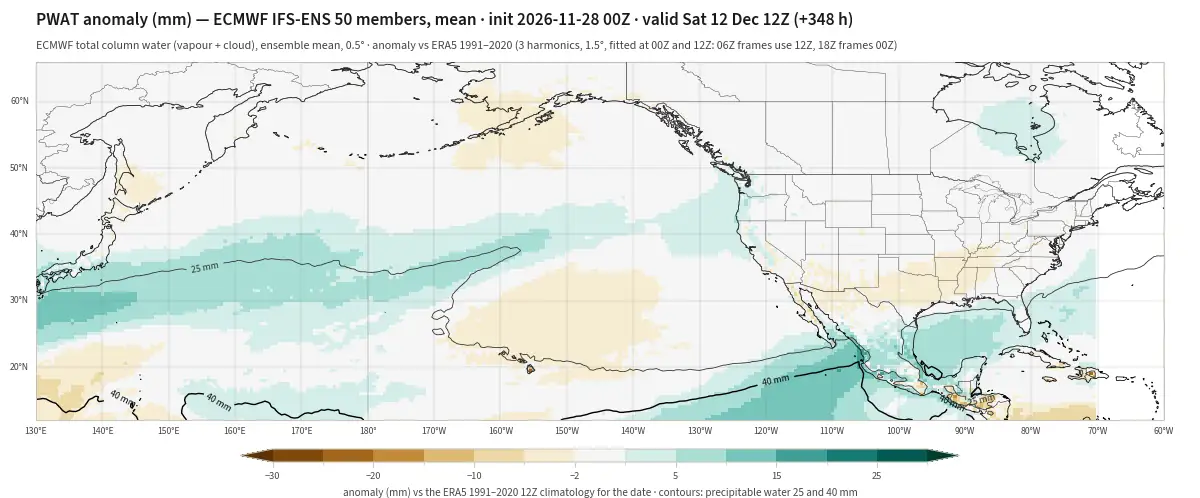 PWAT anomaly (mm) — ECMWF IFS-ENS 50 members, mean · init 2026-11-28 00Z · valid Sat 12 Dec 12Z (+348 h)
ECMWF total column water (vapour + cloud), ensemble mean, 0.5° · anomaly vs ERA5 1991–2020 (3 harmonics, 1.5°, fitted at 00Z and 12Z: 06Z frames use 12Z, 18Z frames 00Z)
60°N
50°N
40°N
30°N
20°N
25 mm
40 mm
40 mm
40 mm
40 mm
25 mm
130°E 140°E 150°E 160°E 170°E 180° 170°W 160°W 150°W 140°W 130°W 120°W 110°W 100°W 90°W 80°W 70°W 60°W
−30 −20 −10 −2 5 15 25
anomaly (mm) vs the ERA5 1991–2020 12Z climatology for the date · contours: precipitable water 25 and 40 mm